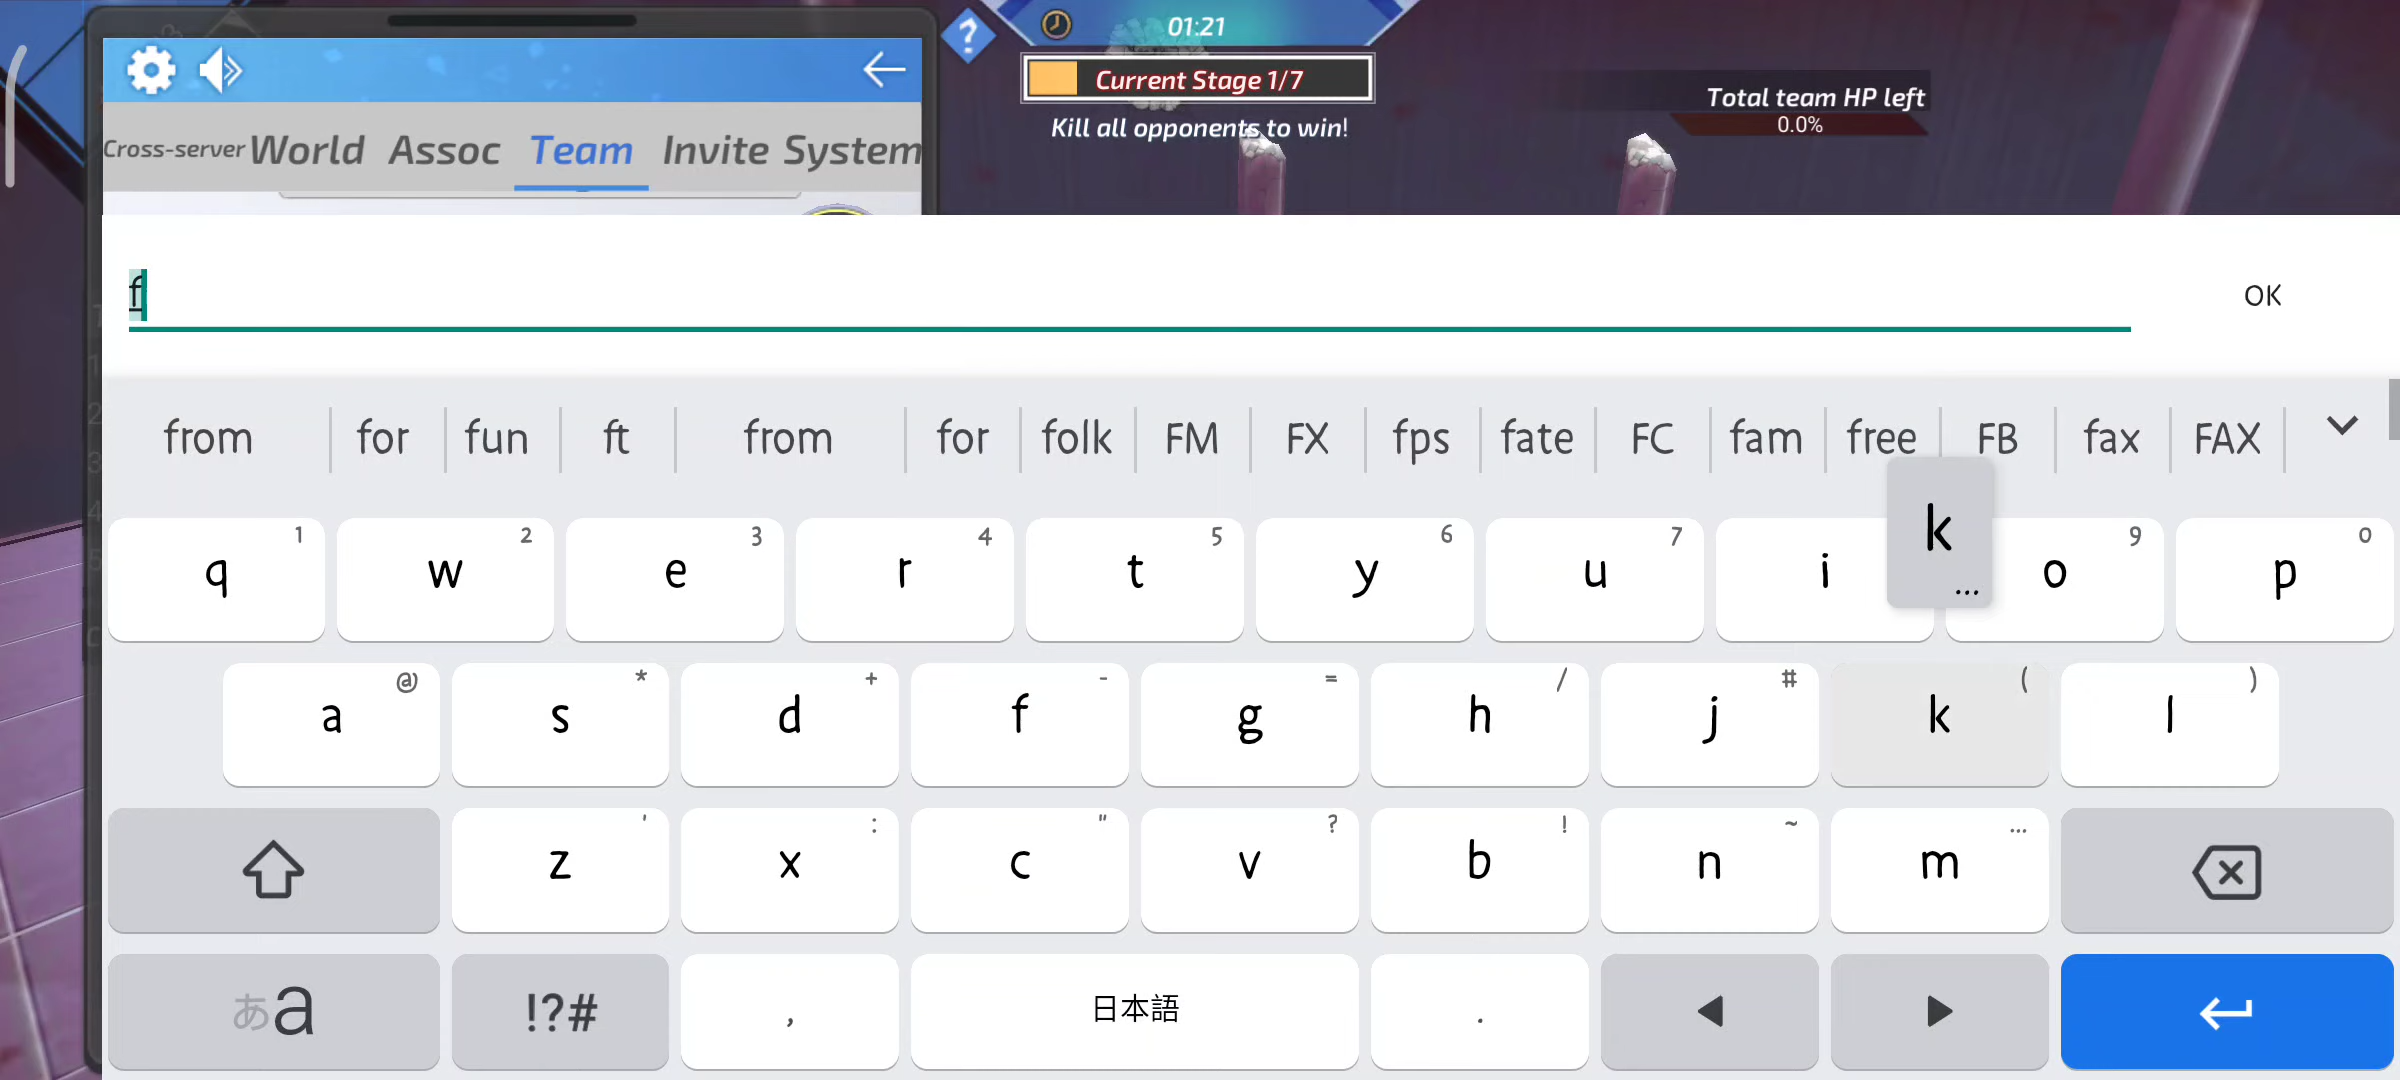 01:21
Current Stage 1/7
Kill all opponents to win!
Total team HP left
0.0%
Cross-server World Assoc Team Invite System
f
OK
from for fun ft from for folk FM FX fps fate FC fam free FB fax FAX
k
...
1 2 3 4 5 6 7 9 0
q w e r t y u i o p
@ * + - = / # ( )
a s d f g h j k l
' : " ? ! ~ ...
z x c v b n m
あa !?# , 日本語 .